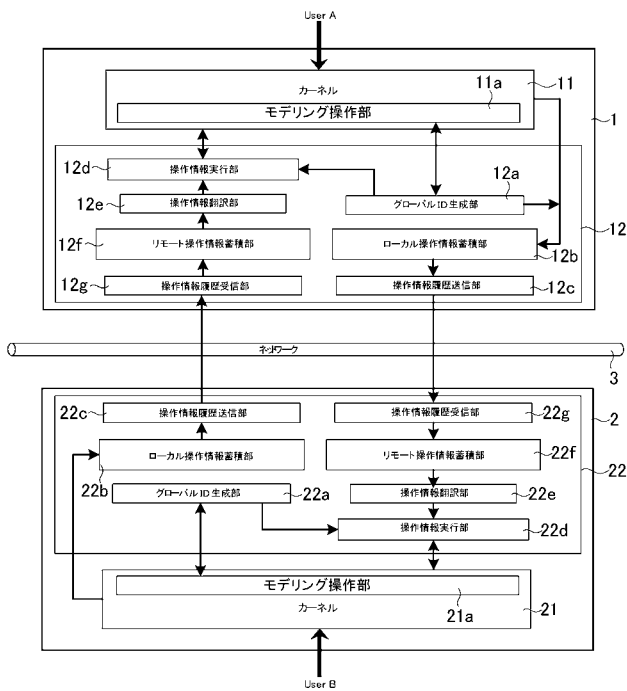 User A
カーネル
11
11a
モデリング操作部
1
12d
操作情報実行部
12a
12e
操作情報翻訳部
グローバルID生成部
12
12f
リモート操作情報蓄積部
ローカル操作情報蓄積部
12b
12g
操作情報履歴受信部
操作情報履歴送信部
12c
ネットワーク
3
22c
操作情報履歴送信部
操作情報履歴受信部
22g
2
ローカル操作情報蓄積部
リモート操作情報蓄積部
22f
22
22b
グローバルID生成部
22a
操作情報翻訳部
22e
操作情報実行部
22d
モデリング操作部
カーネル
21a
21
User B